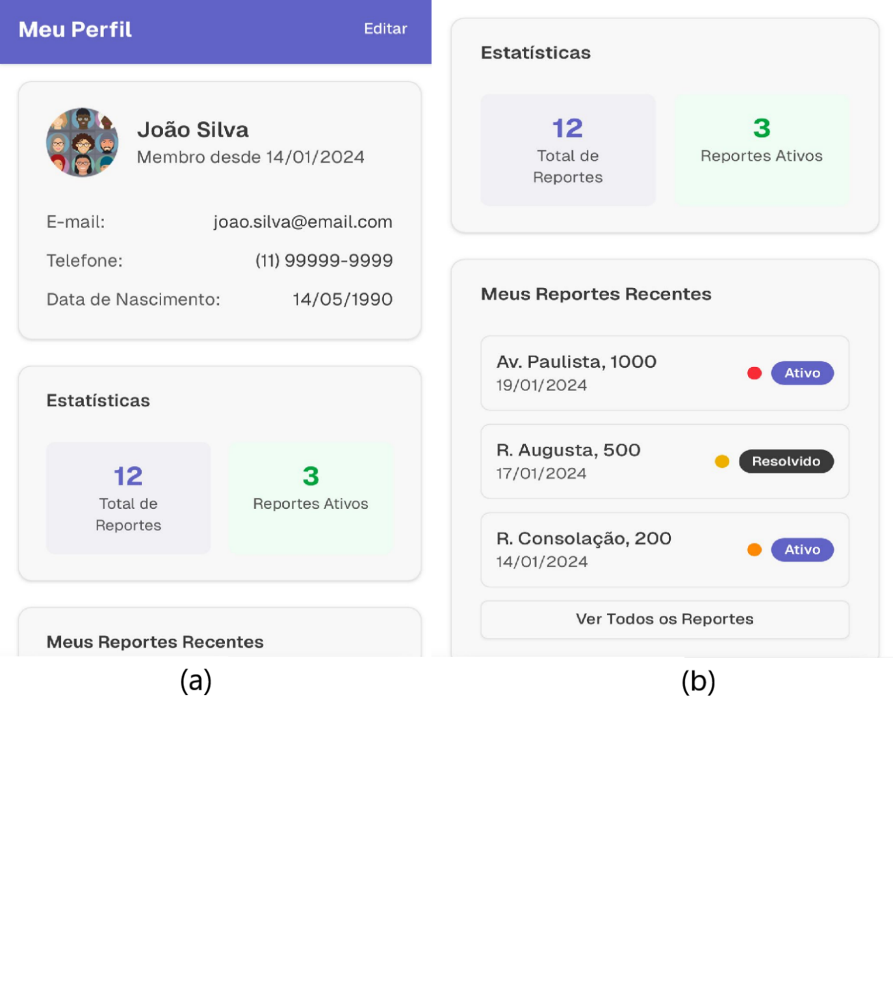 Meu Perfil
Editar
João Silva
Membro desde 14/01/2024
E-mail: joao.silva@email.com
Telefone: (11) 99999-9999
Data de Nascimento: 14/05/1990
Estatísticas
12
Total de
Reportes
3
Reportes Ativos
Meus Reportes Recentes
(a)
Estatísticas
12
Total de
Reportes
3
Reportes Ativos
Meus Reportes Recentes
Av. Paulista, 1000
19/01/2024
Ativo
R. Augusta, 500
17/01/2024
Resolvido
R. Consolação, 200
14/01/2024
Ativo
Ver Todos os Reportes
(b)